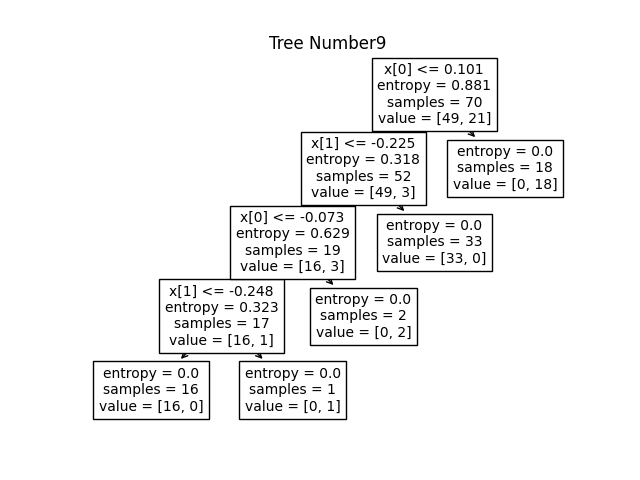 Tree Number9
x[0] <= 0.101
entropy = 0.881
samples = 70
value = [49, 21]
x[1] <= -0.225
entropy = 0.318
samples = 52
value = [49, 3]
entropy = 0.0
samples = 18
value = [0, 18]
x[0] <= -0.073
entropy = 0.629
samples = 19
value = [16, 3]
entropy = 0.0
samples = 33
value = [33, 0]
x[1] <= -0.248
entropy = 0.323
samples = 17
value = [16, 1]
entropy = 0.0
samples = 2
value = [0, 2]
entropy = 0.0
samples = 16
value = [16, 0]
entropy = 0.0
samples = 1
value = [0, 1]